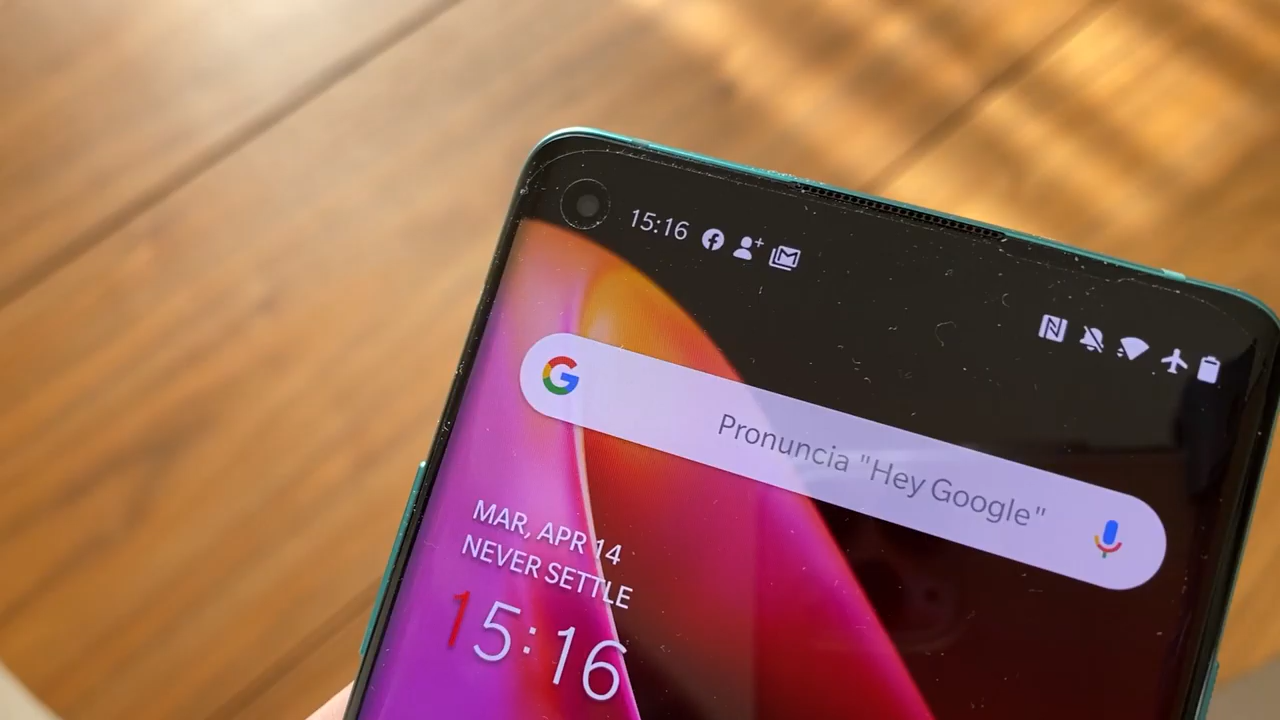 15:16
Pronuncia "Hey Google"
MAR, APR 14
NEVER SETTLE
15:16